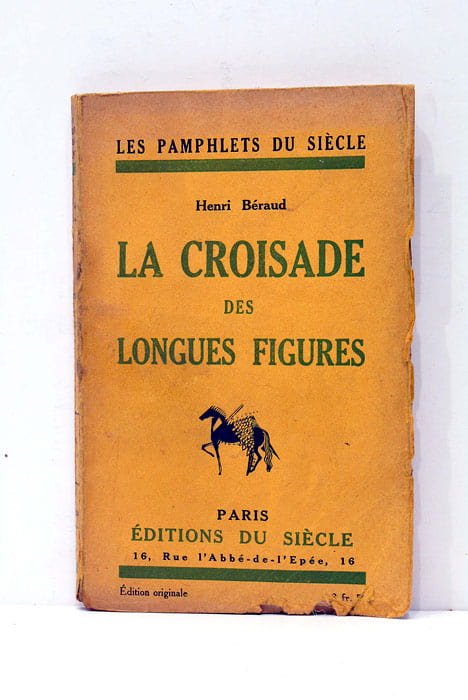 LES PAMPHLETS DU SIÈCLE
Henri Béraud
LA CROISADE
DES
LONGUES FIGURES
PARIS
ÉDITIONS DU SIÈCLE
16, Rue l'Abbé-de-l'Epée, 16
Édition originale
fr.